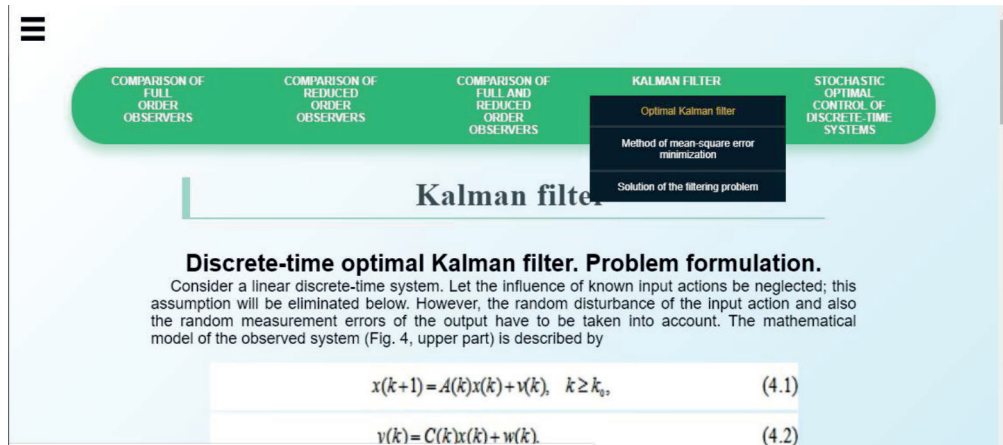 COMPARISON OF
FULL
ORDER
OBSERVERS
COMPARISON OF
REDUCED
ORDER
OBSERVERS
COMPARISON OF
FULL AND
REDUCED
ORDER
OBSERVERS
KALMAN FILTER
Optimal Kalman filter
Method of mean-square error
minimization
Solution of the filtering problem
STOCHASTIC
OPTIMAL
CONTROL OF
DISCRETE-TIME
SYSTEMS
Kalman filter
Discrete-time optimal Kalman filter. Problem formulation.
Consider a linear discrete-time system. Let the influence of known input actions be neglected; this
assumption will be eliminated below. However, the random disturbance of the input action and also
the random measurement errors of the output have to be taken into account. The mathematical
model of the observed system (Fig. 4, upper part) is described by
x(k+1)=A(k)x(k)+v(k), k≥k₀, (4.1)
y(k)=C(k)x(k)+w(k). (4.2)